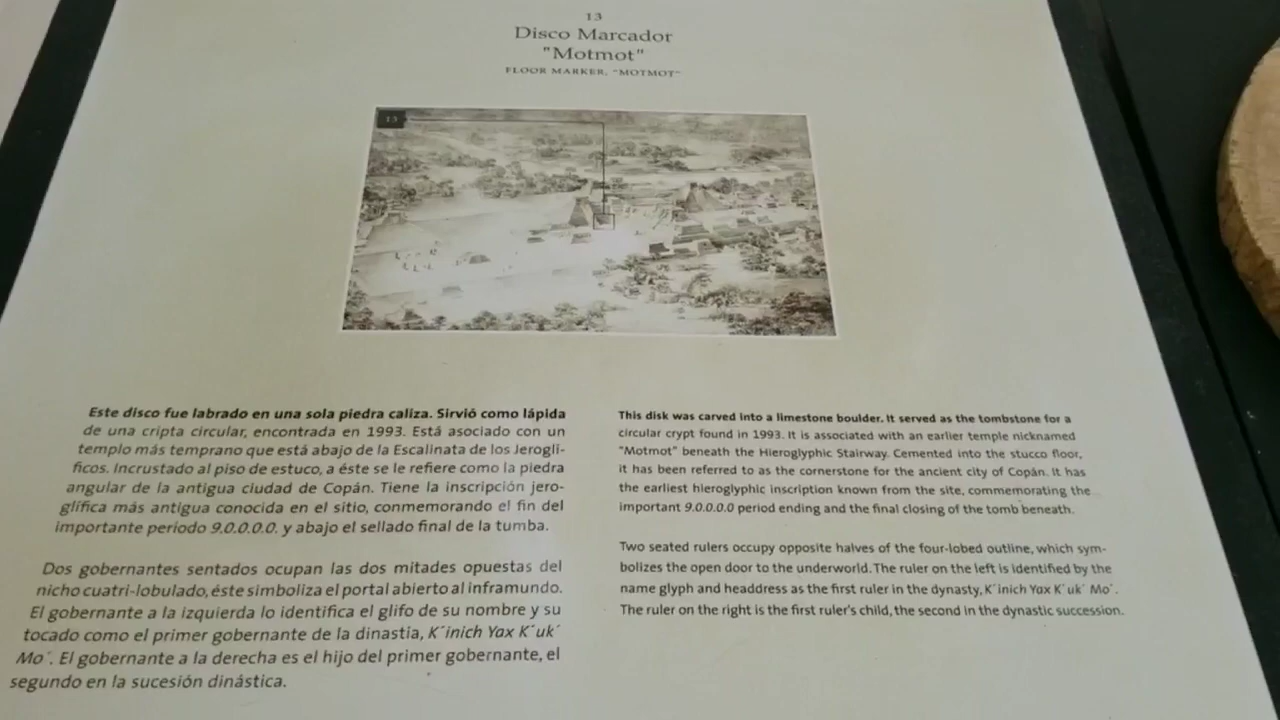 13
Disco Marcador
"Motmot"
FLOOR MARKER, "MOTMOT"
13
Este disco fue labrado en una sola piedra caliza. Sirvió como lápida
de una cripta circular, encontrada en 1993. Está asociado con un
templo más temprano que está abajo de la Escalinata de los Jeroglí-
ficos. Incrustado al piso de estuco, a éste se le refiere como la piedra
angular de la antigua ciudad de Copán. Tiene la inscripción jero-
glífica más antigua conocida en el sitio, conmemorando el fin del
importante período 9.0.0.0.0. y abajo el sellado final de la tumba.
Dos gobernantes sentados ocupan las dos mitades opuestas del
nicho cuatri-lobulado, éste simboliza el portal abierto al inframundo.
El gobernante a la izquierda lo identifica el glifo de su nombre y su
tocado como el primer gobernante de la dinastía, K´inich Yax K´uk´
Mo´. El gobernante a la derecha es el hijo del primer gobernante, el
segundo en la sucesión dinástica.
This disk was carved into a limestone boulder. It served as the tombstone for a
circular crypt found in 1993. It is associated with an earlier temple nicknamed
"Motmot" beneath the Hieroglyphic Stairway. Cemented into the stucco floor,
it has been referred to as the cornerstone for the ancient city of Copán. It has
the earliest hieroglyphic inscription known from the site, commemorating the
important 9.0.0.0.0 period ending and the final closing of the tomb beneath.
Two seated rulers occupy opposite halves of the four-lobed outline, which sym-
bolizes the open door to the underworld. The ruler on the left is identified by the
name glyph and headdress as the first ruler in the dynasty, K´inich Yax K´uk´ Mo´.
The ruler on the right is the first ruler's child, the second in the dynastic succession.